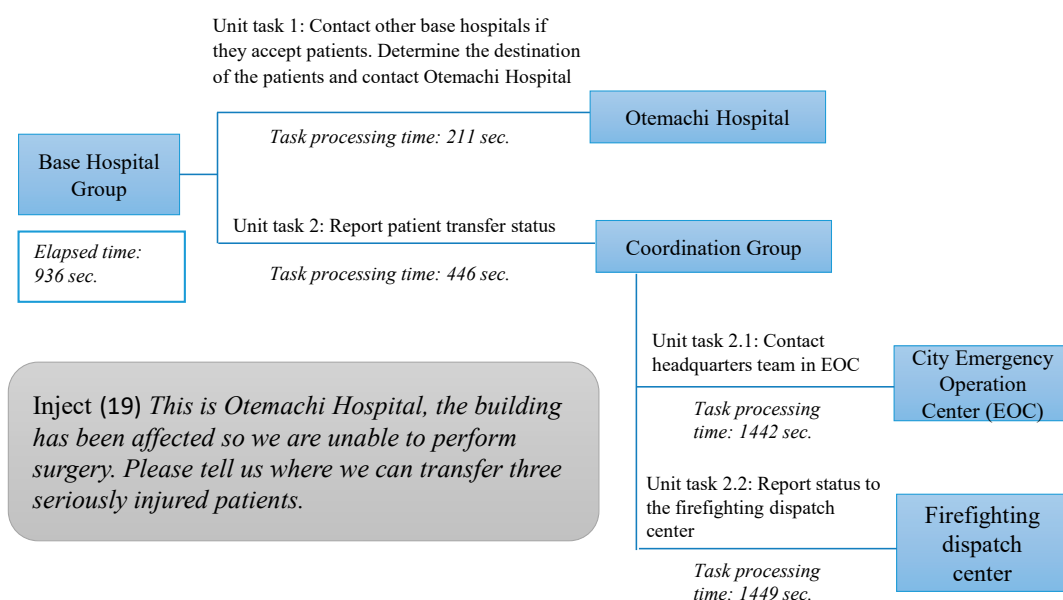 Unit task 1: Contact other base hospitals if
they accept patients. Determine the destination
of the patients and contact Otemachi Hospital
Otemachi Hospital
Task processing time: 211 sec.
Base Hospital
Group
Unit task 2: Report patient transfer status
Coordination Group
Elapsed time:
936 sec.
Task processing time: 446 sec.
Unit task 2.1: Contact
headquarters team in EOC
City Emergency
Operation
Center (EOC)
Task processing
time: 1442 sec.
Inject (19) This is Otemachi Hospital, the building
has been affected so we are unable to perform
surgery. Please tell us where we can transfer three
seriously injured patients.
Unit task 2.2: Report status to
the firefighting dispatch
center
Firefighting
dispatch
center
Task processing
time: 1449 sec.